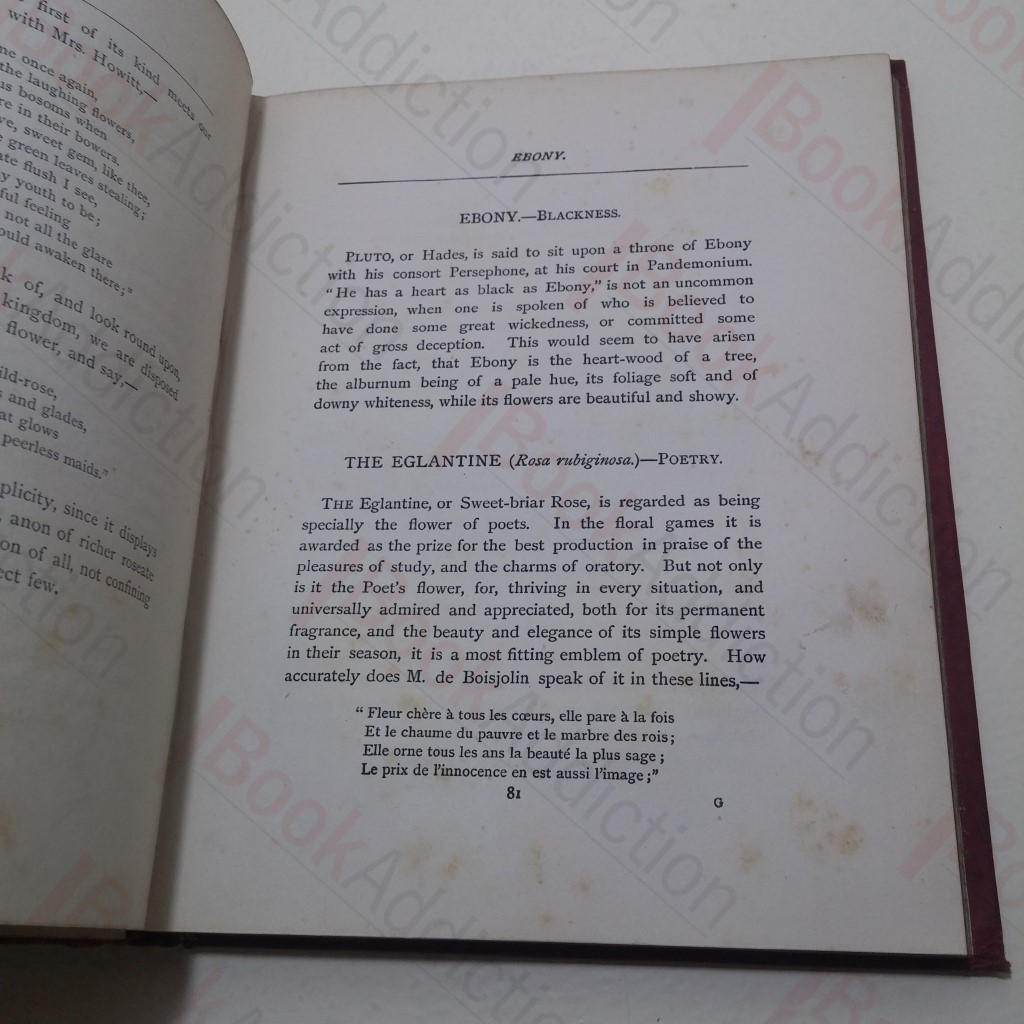 first of its kind meets our
with Mrs. Howitt,—
once again,
the laughing flowers,
bosoms when
in their bowers.
sweet gem, like thee,
green leaves stealing;
flush I see,
youth to be;
feeling
not all the glare
awaken there;"
of, and look round upon,
kingdom, we are disposed
flower, and say,—
and glades,
glows
peerless maids."
since it displays
anon of richer roseate
of all, not confining
few.
EBONY.
EBONY.—BLACKNESS.
PLUTO, or Hades, is said to sit upon a throne of Ebony
with his consort Persephone, at his court in Pandemonium.
"He has a heart as black as Ebony," is not an uncommon
expression, when one is spoken of who is believed to
have done some great wickedness, or committed some
act of gross deception. This would seem to have arisen
from the fact, that Ebony is the heart-wood of a tree,
the alburnum being of a pale hue, its foliage soft and of
downy whiteness, while its flowers are beautiful and showy.
THE EGLANTINE (Rosa rubiginosa.)—POETRY.
THE Eglantine, or Sweet-briar Rose, is regarded as being
specially the flower of poets. In the floral games it is
awarded as the prize for the best production in praise of the
pleasures of study, and the charms of oratory. But not only
is it the Poet's flower, for, thriving in every situation, and
universally admired and appreciated, both for its permanent
fragrance, and the beauty and elegance of its simple flowers
in their season, it is a most fitting emblem of poetry. How
accurately does M. de Boisjolin speak of it in these lines,—
"Fleur chère à tous les cœurs, elle pare à la fois
Et le chaume du pauvre et le marbre des rois;
Elle orne tous les ans la beauté la plus sage;
Le prix de l'innocence en est aussi l'image;"
81 G